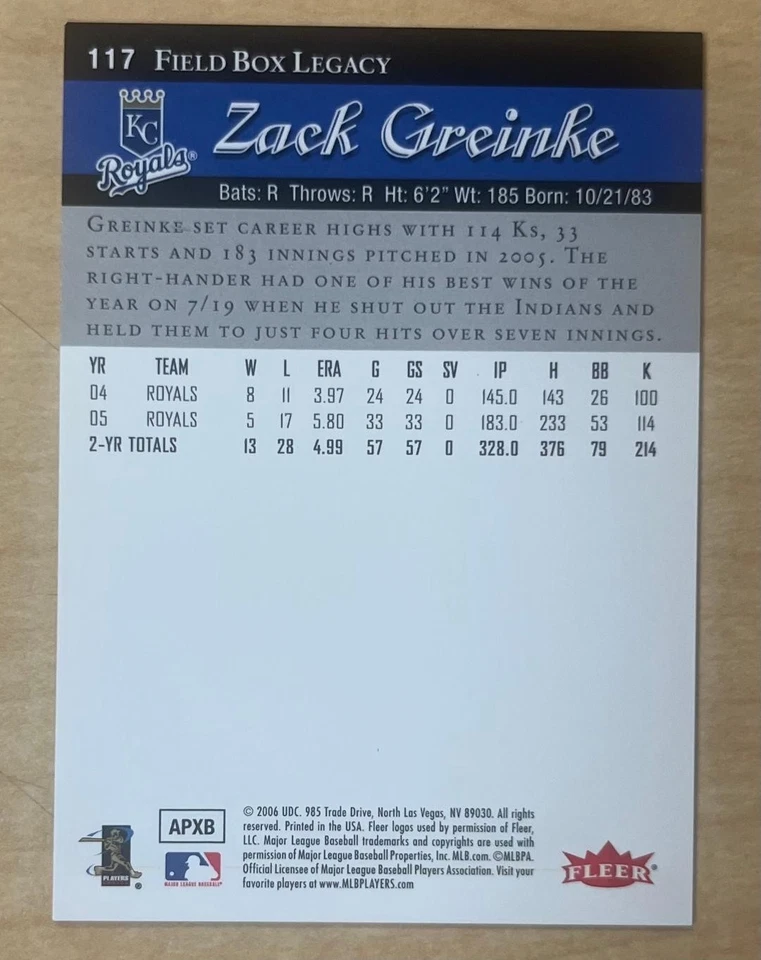 117 FIELD BOX LEGACY
KC
Royals®
Zack Greinke
Bats: R Throws: R Ht: 6'2" Wt: 185 Born: 10/21/83
GREINKE SET CAREER HIGHS WITH 114 KS, 33
STARTS AND 183 INNINGS PITCHED IN 2005. THE
RIGHT-HANDER HAD ONE OF HIS BEST WINS OF THE
YEAR ON 7/19 WHEN HE SHUT OUT THE INDIANS AND
HELD THEM TO JUST FOUR HITS OVER SEVEN INNINGS.
YR TEAM W L ERA G GS SV IP H BB K
04 ROYALS 8 11 3.97 24 24 0 145.0 143 26 100
05 ROYALS 5 17 5.80 33 33 0 183.0 233 53 114
2-YR TOTALS 13 28 4.99 57 57 0 328.0 376 79 214
PLAYERS
®
APXB
MAJOR LEAGUE BASEBALL®
© 2006 UDC. 985 Trade Drive, North Las Vegas, NV 89030. All rights
reserved. Printed in the USA. Fleer logos used by permission of Fleer,
LLC. Major League Baseball trademarks and copyrights are used with
permission of Major League Baseball Properties, Inc. MLB.com. ©MLBPA.
Official Licensee of Major League Baseball Players Association. Visit your
favorite players at www.MLBPLAYERS.com
FLEER®